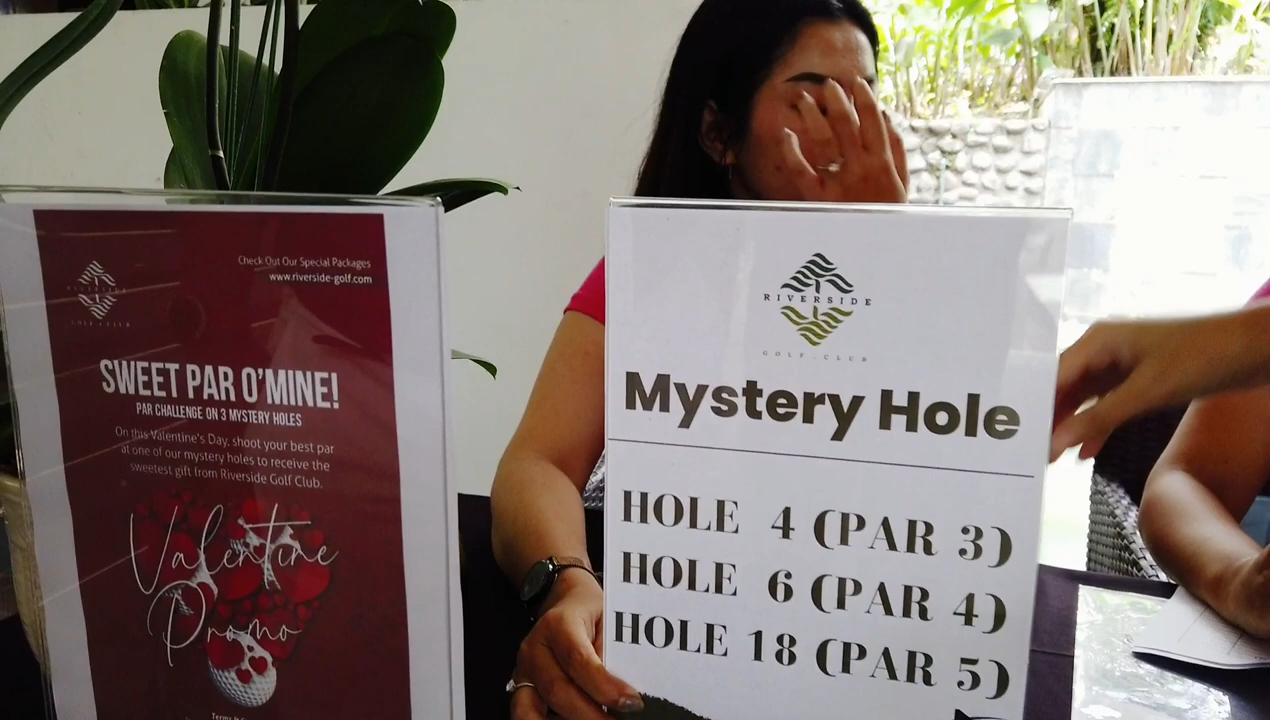 RIVERSIDE
GOLF CLUB
Check Out Our Special Packages
www.riverside-golf.com
SWEET PAR O'MINE!
PAR CHALLENGE ON 3 MYSTERY HOLES
On this Valentine's Day, shoot your best par
at one of our mystery holes to receive the
sweetest gift from Riverside Golf Club.
Valentine
Promo
RIVERSIDE
GOLF CLUB
Mystery Hole
HOLE 4 (PAR 3)
HOLE 6 (PAR 4)
HOLE 18 (PAR 5)